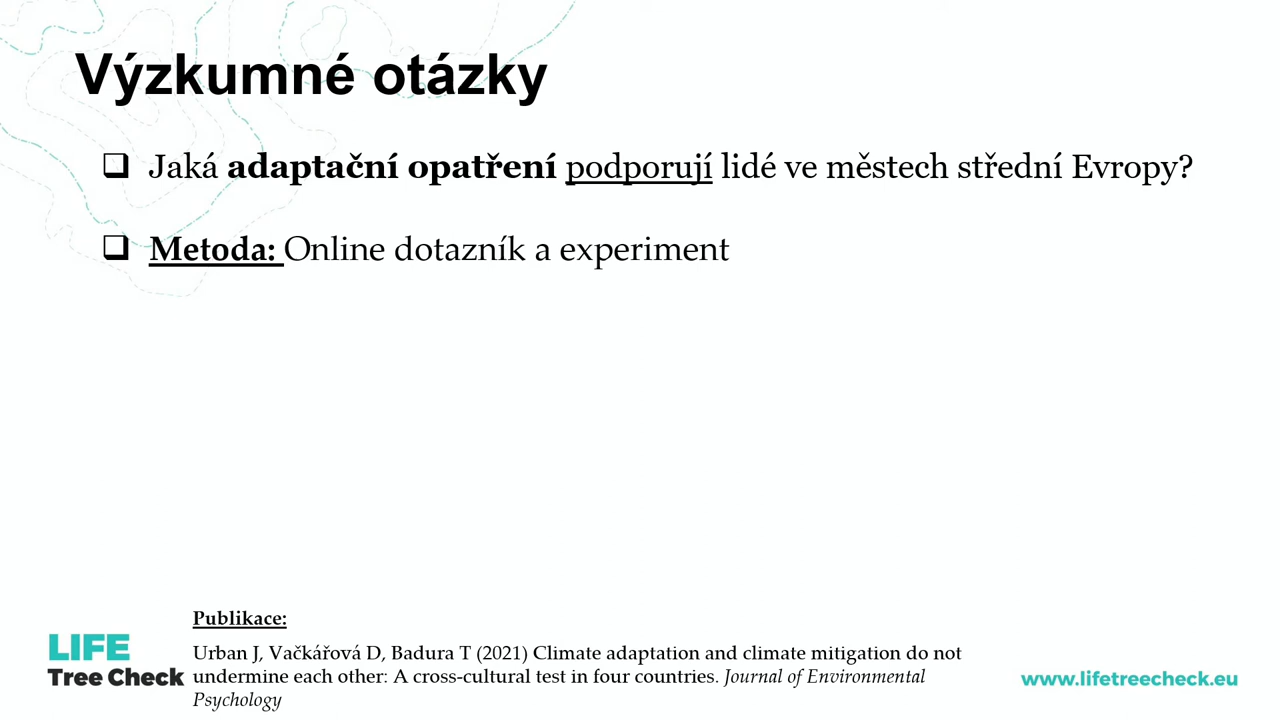 Výzkumné otázky
❑ Jaká adaptační opatření podporují lidé ve městech střední Evropy?
❑ Metoda: Online dotazník a experiment
Publikace:
Urban J, Vačkářová D, Badura T (2021) Climate adaptation and climate mitigation do not
undermine each other: A cross-cultural test in four countries. Journal of Environmental
Psychology
LIFE
Tree Check
www.lifetreecheck.eu